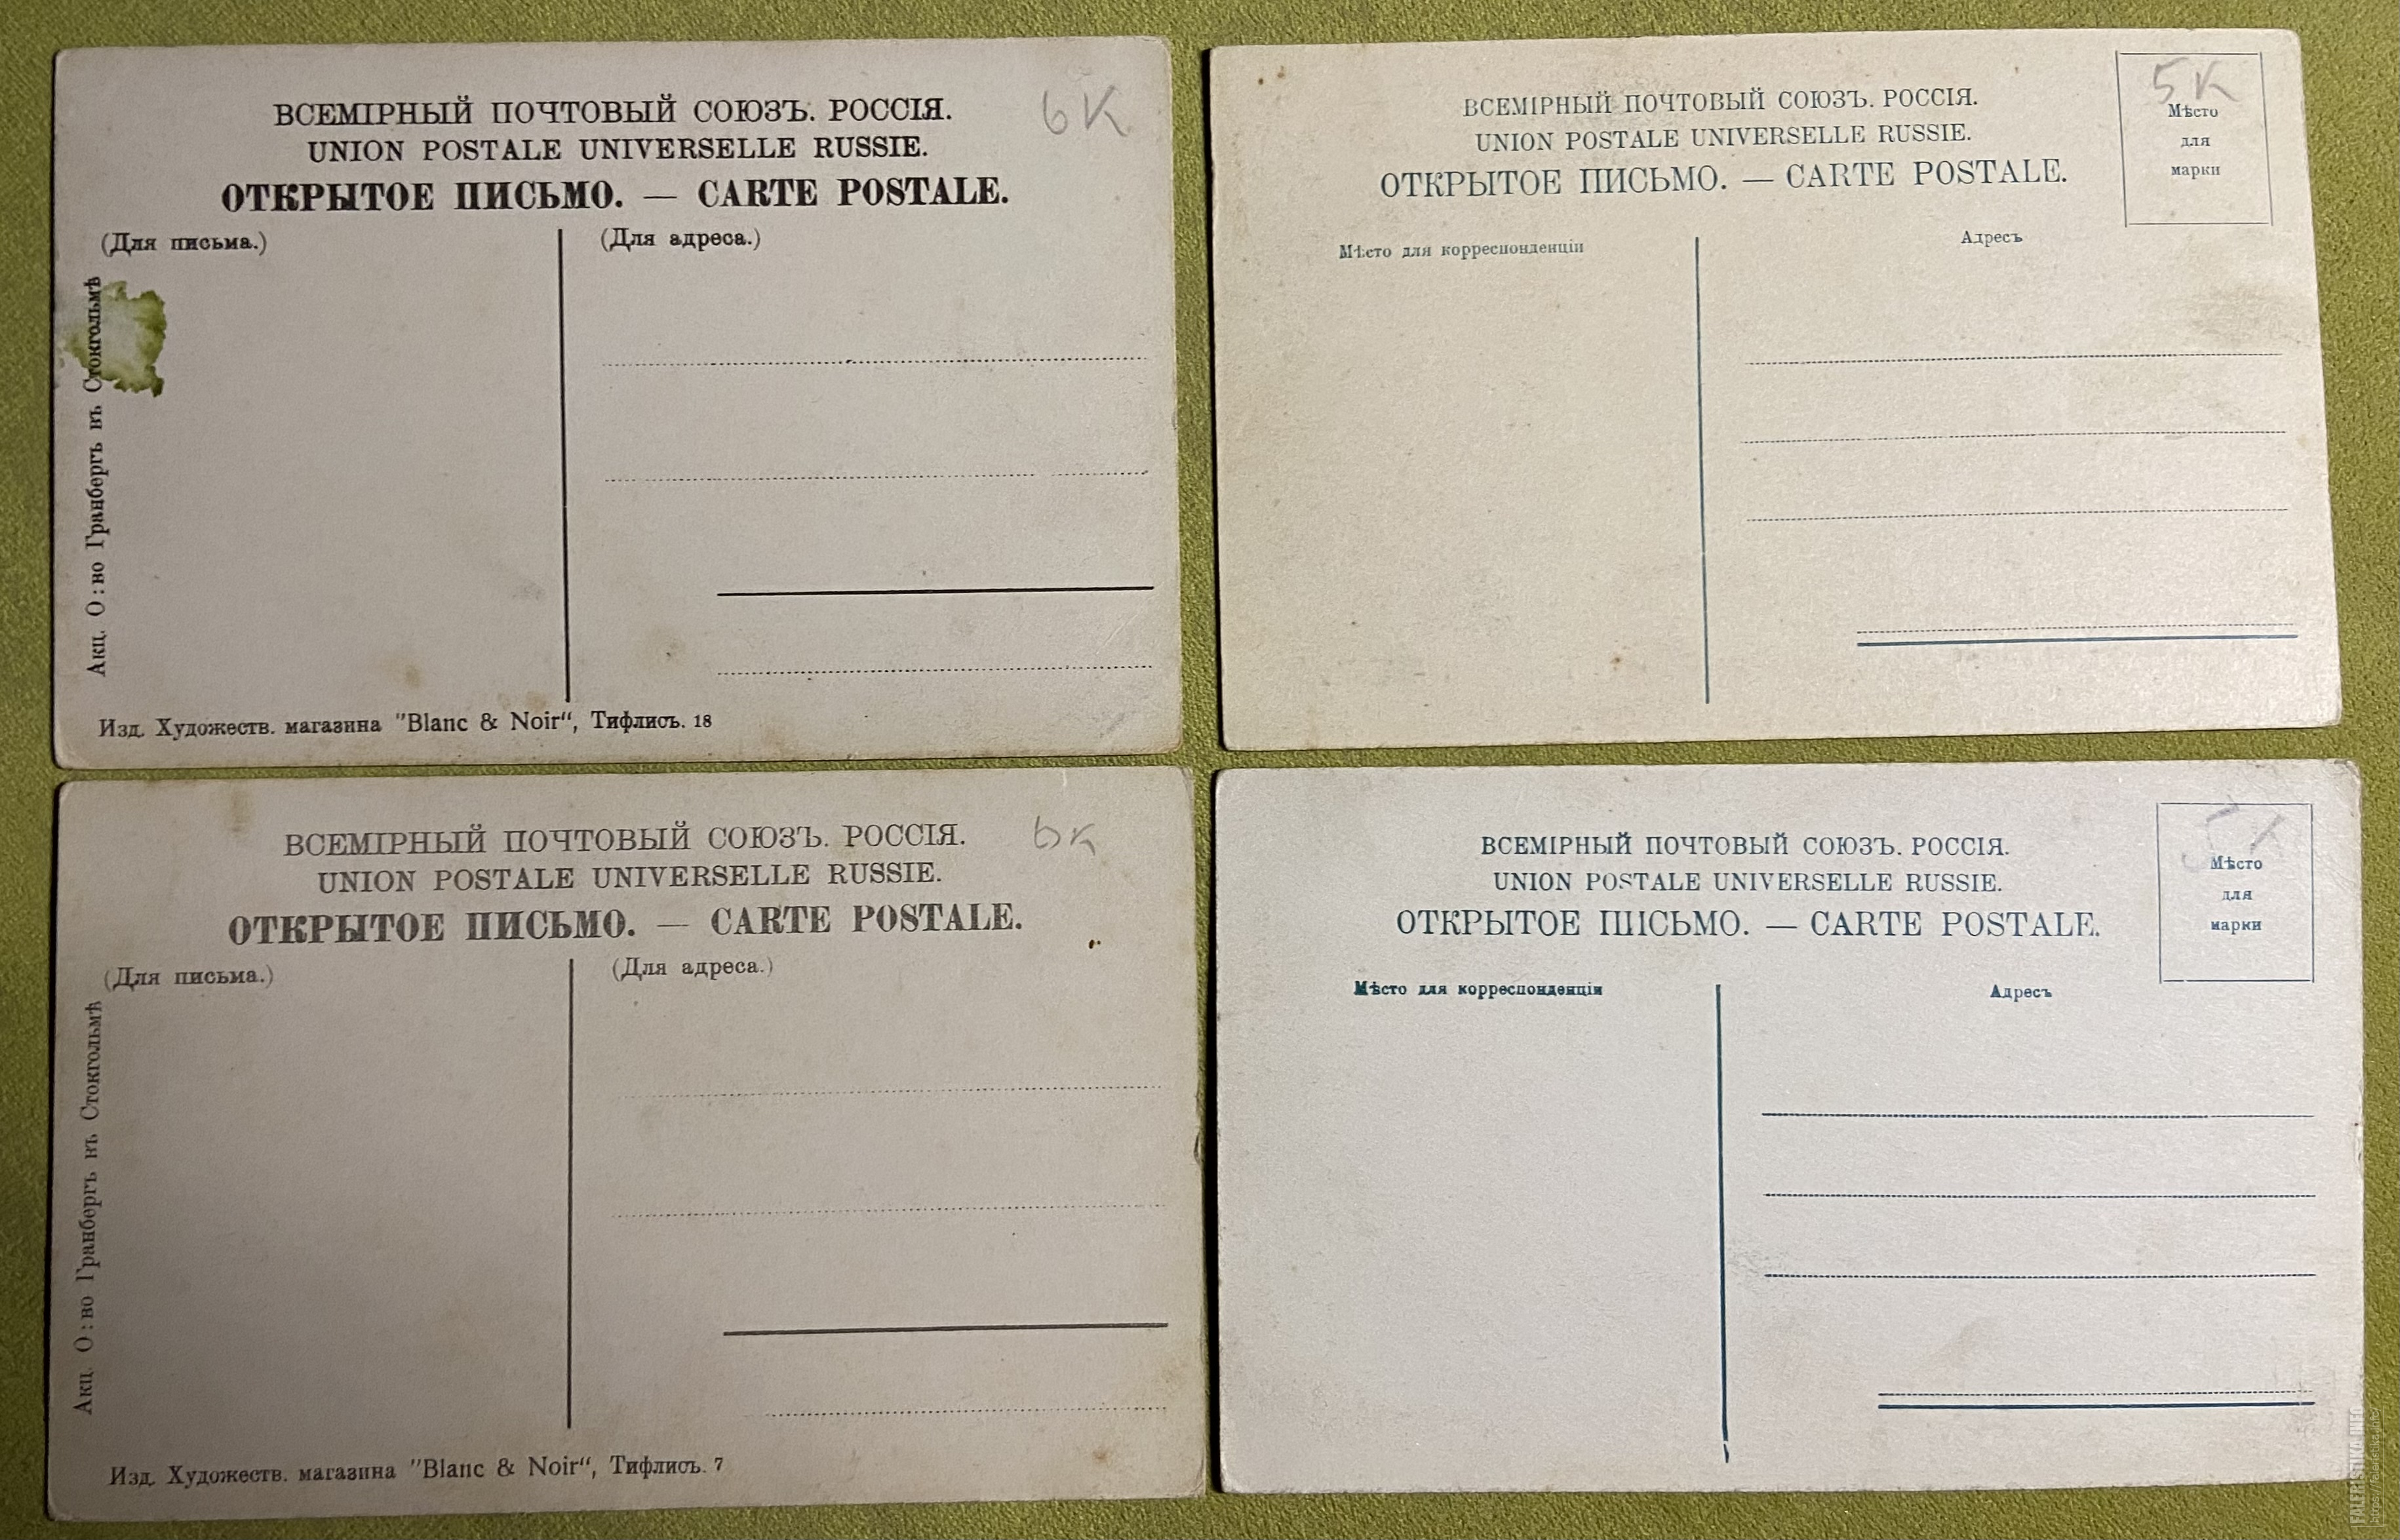 ВСЕМІРНЫЙ ПОЧТОВЫЙ СОЮЗЪ. РОССІЯ.
UNION POSTALE UNIVERSELLE RUSSIE.
ОТКРЫТОЕ ПИСЬМО. — CARTE POSTALE.
6К
(Для письма.)
(Для адреса.)
Акц. О:во Гранбергъ въ Стокгольмѣ
Изд. Художеств. магазина "Blanc & Noir“, Тифлисъ. 18
ВСЕМІРНЫЙ ПОЧТОВЫЙ СОЮЗЪ. РОССІЯ.
UNION POSTALE UNIVERSELLE RUSSIE.
ОТКРЫТОЕ ПИСЬМО. — CARTE POSTALE.
5К
Мѣсто
для
марки
Мѣсто для корреспонденціи
Адресъ
ВСЕМІРНЫЙ ПОЧТОВЫЙ СОЮЗЪ. РОССІЯ.
UNION POSTALE UNIVERSELLE RUSSIE.
ОТКРЫТОЕ ПИСЬМО. — CARTE POSTALE.
6К
(Для письма.)
(Для адреса.)
Акц. О:во Гранбергъ въ Стокгольмѣ
Изд. Художеств. магазина "Blanc & Noir“, Тифлисъ. 7
ВСЕМІРНЫЙ ПОЧТОВЫЙ СОЮЗЪ. РОССІЯ.
UNION POSTALE UNIVERSELLE RUSSIE.
ОТКРЫТОЕ ПИСЬМО. — CARTE POSTALE.
5К
Мѣсто
для
марки
Мѣсто для корреспонденціи
Адресъ
FALERISTIKA.INFO